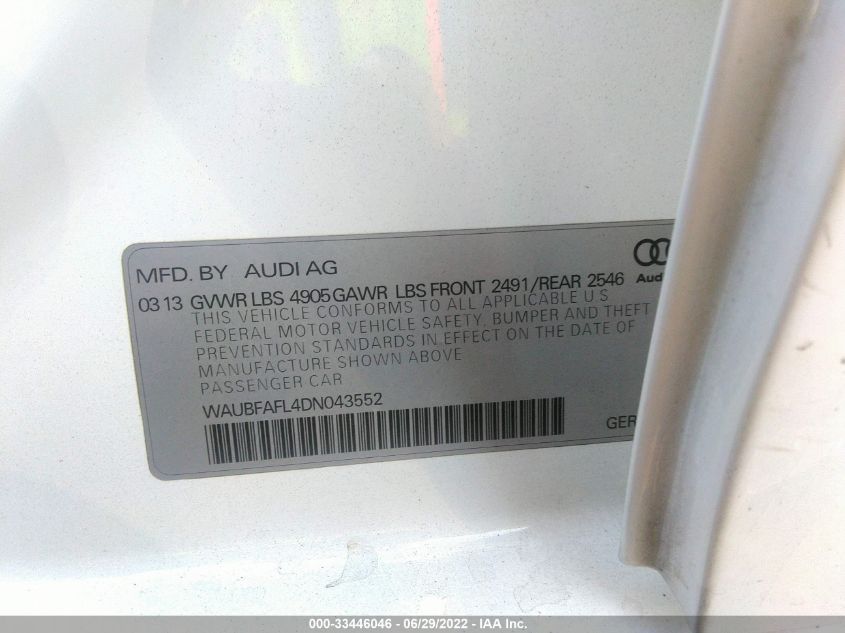 MFD. BY AUDI AG
03 13 GVWR LBS 4905 GAWR LBS FRONT 2491/REAR 2546
THIS VEHICLE CONFORMS TO ALL APPLICABLE U S
FEDERAL MOTOR VEHICLE SAFETY, BUMPER AND THEFT
PREVENTION STANDARDS IN EFFECT ON THE DATE OF
MANUFACTURE SHOWN ABOVE
PASSENGER CAR
WAUBFAFL4DN043552
000-33446046 - 06/29/2022 - IAA Inc.